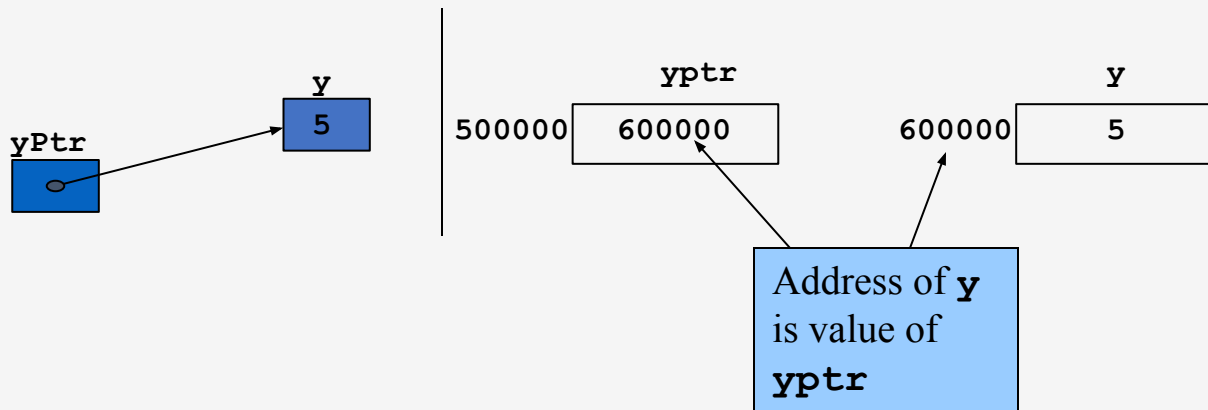 y
5
yPtr
yptr
500000 600000
y
600000 5
Address of y
is value of
yptr